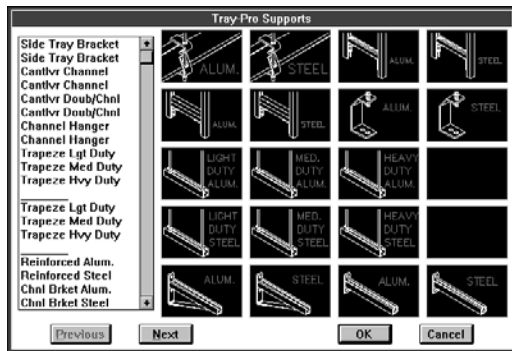 Tray-Pro Supports
Side Tray Bracket
Side Tray Bracket
Cantlvr Channel
Cantlvr Channel
Cantlvr Doub/Chnl
Cantlvr Doub/Chnl
Channel Hanger
Channel Hanger
Trapeze Lgt Duty
Trapeze Med Duty
Trapeze Hvy Duty
Trapeze Lgt Duty
Trapeze Med Duty
Trapeze Hvy Duty
Reinforced Alum.
Reinforced Steel
Chnl Brket Alum.
Chnl Brket Steel
ALUM.
STEEL
ALUM.
STEEL
ALUM.
STEEL
ALUM.
STEEL
LIGHT
DUTY
ALUM.
MED.
DUTY
ALUM.
HEAVY
DUTY
ALUM.
LIGHT
DUTY
STEEL
MED.
DUTY
STEEL
HEAVY
DUTY
STEEL
ALUM.
STEEL
ALUM.
STEEL
Previous
Next
OK
Cancel